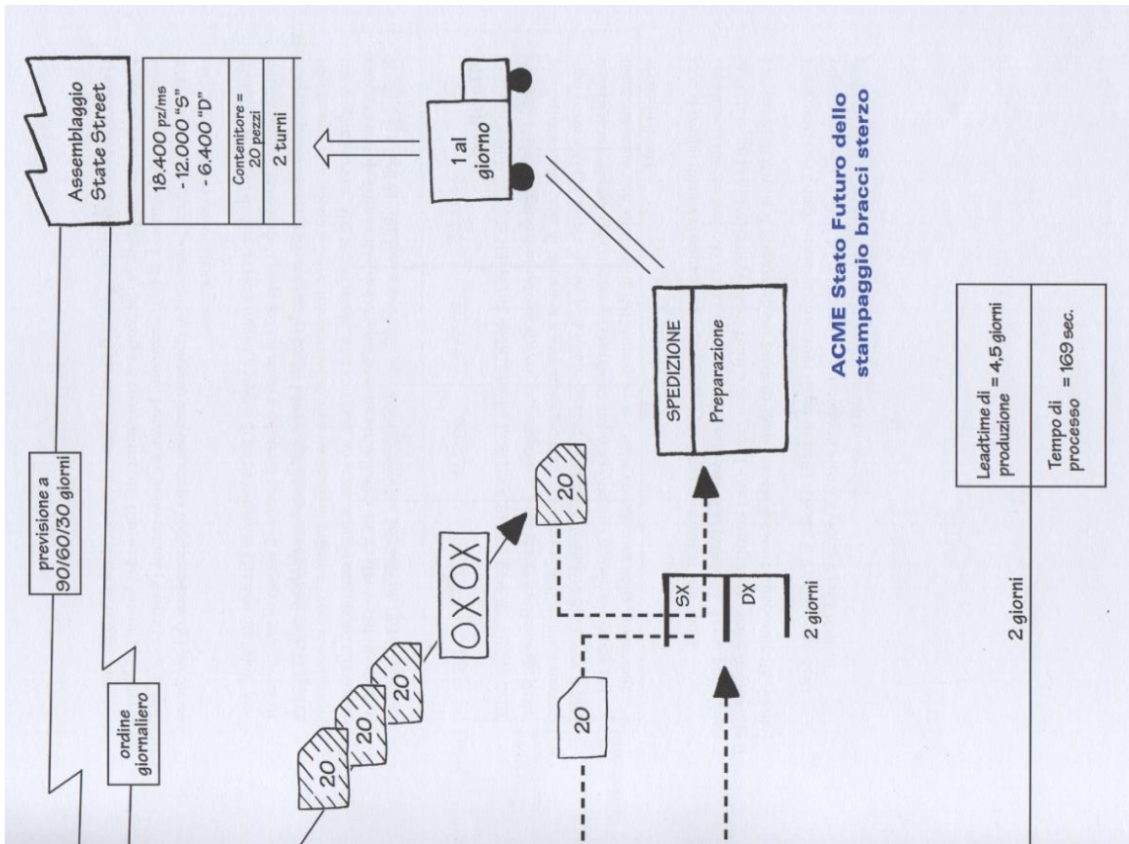 Assemblaggio
State Street
18.400 pz/ms
- 12.000 "S"
- 6.400 "D"
Contenitore =
20 pezzi
2 turni
previsione a
90/60/30 giorni
ordine
giornaliero
1 al
giorno
20
20
20
OXOX
20
20
SX
DX
2 giorni
SPEDIZIONE
Preparazione
ACME Stato Futuro dello
stampaggio bracci sterzo
2 giorni
Leadtime di
produzione = 4,5 giorni
Tempo di
processo = 169 sec.